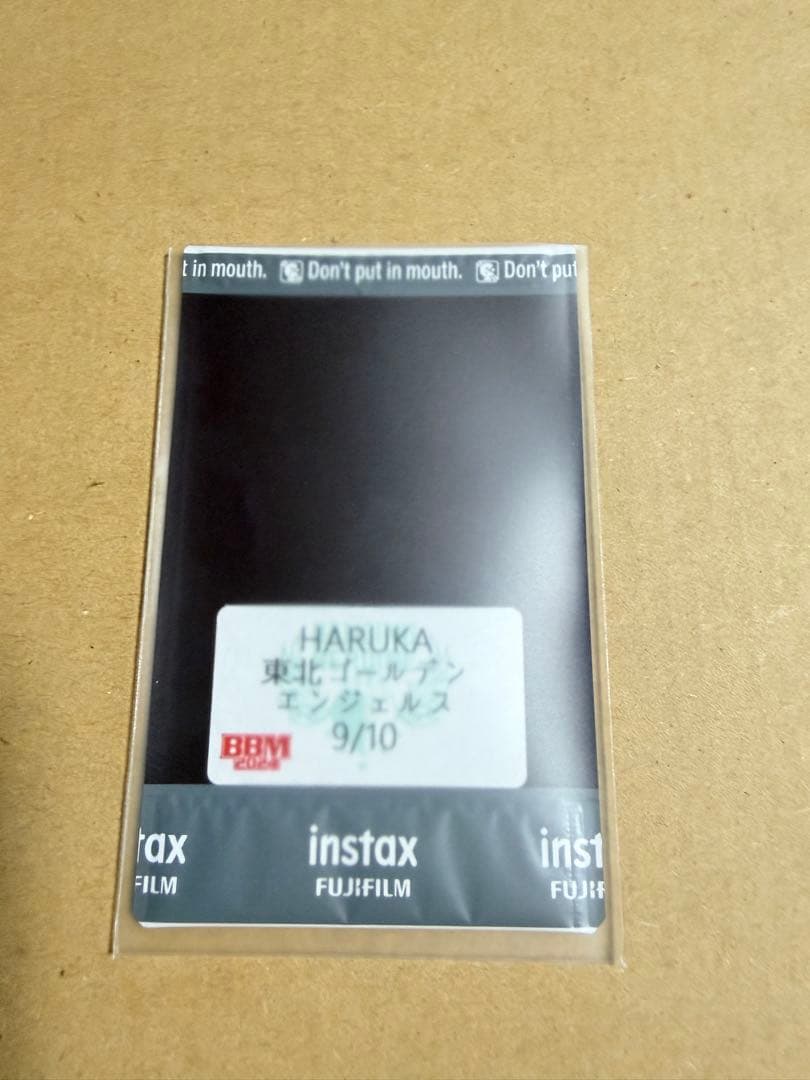 t in mouth. Don't put in mouth. Don't put
HARUKA
東北ゴールデン
エンジェルス
9/10
BBM
2024
tax instax inst
FILM FUJIFILM FUJIF